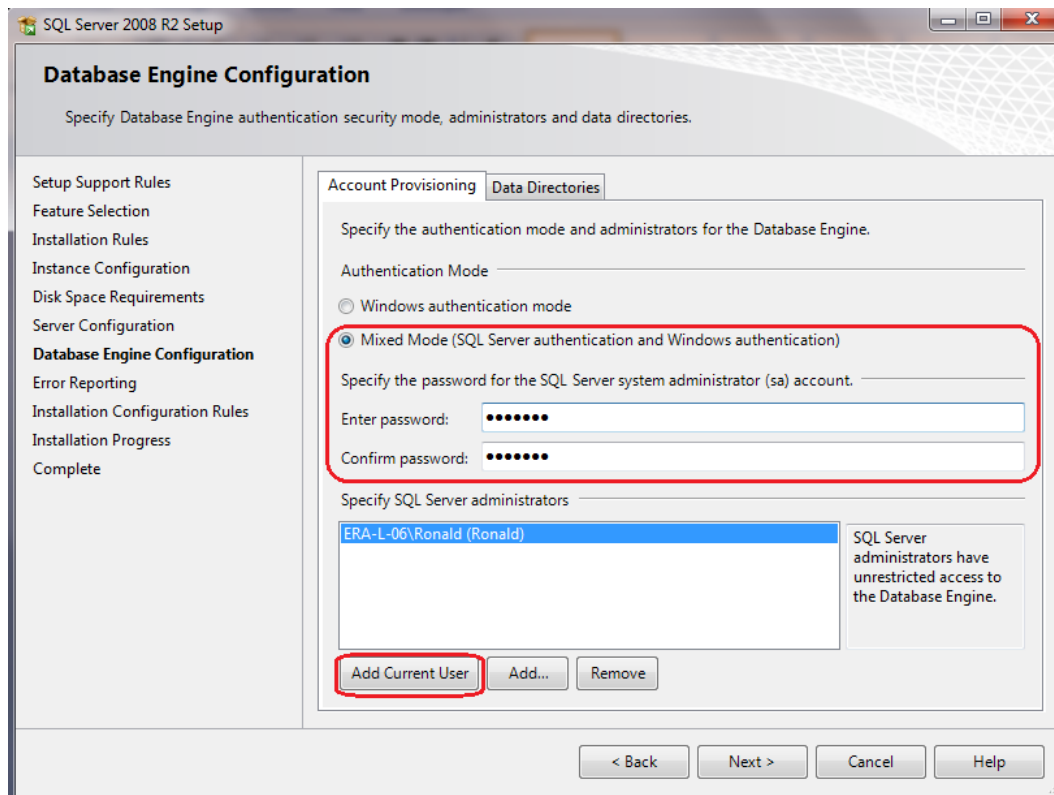 SQL Server 2008 R2 Setup
Database Engine Configuration
Specify Database Engine authentication security mode, administrators and data directories.
Setup Support Rules
Feature Selection
Installation Rules
Instance Configuration
Disk Space Requirements
Server Configuration
Database Engine Configuration
Error Reporting
Installation Configuration Rules
Installation Progress
Complete
Account Provisioning Data Directories
Specify the authentication mode and administrators for the Database Engine.
Authentication Mode
Windows authentication mode
Mixed Mode (SQL Server authentication and Windows authentication)
Specify the password for the SQL Server system administrator (sa) account.
Enter password: •••••••
Confirm password: •••••••
Specify SQL Server administrators
ERA-L-06\Ronald (Ronald)
SQL Server
administrators have
unrestricted access to
the Database Engine.
Add Current User Add... Remove
< Back Next > Cancel Help